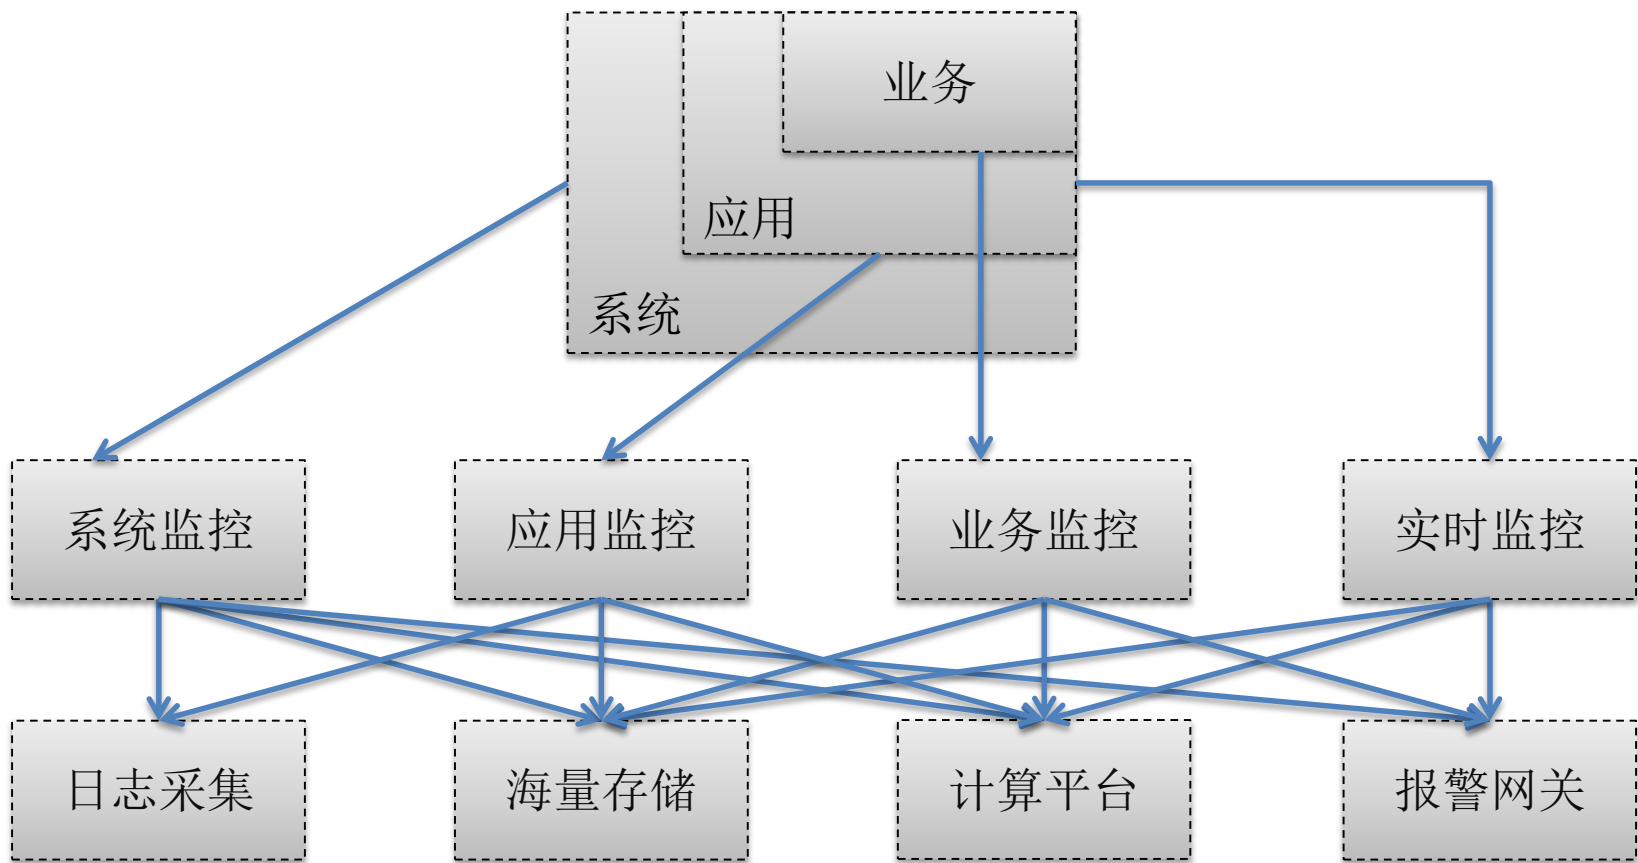 业务
应用
系统
系统监控
应用监控
业务监控
实时监控
日志采集
海量存储
计算平台
报警网关